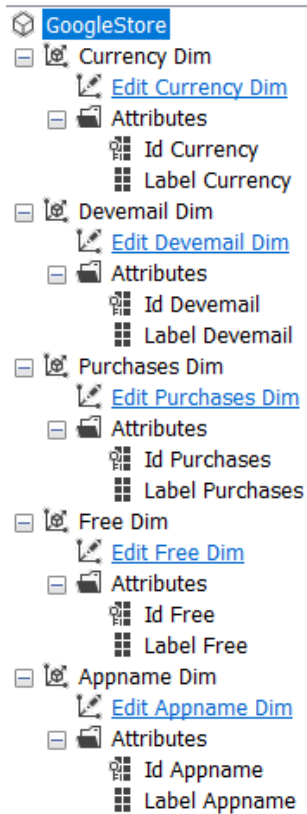 GoogleStore
Currency Dim
Edit Currency Dim
Attributes
Id Currency
Label Currency
Devemail Dim
Edit Devemail Dim
Attributes
Id Devemail
Label Devemail
Purchases Dim
Edit Purchases Dim
Attributes
Id Purchases
Label Purchases
Free Dim
Edit Free Dim
Attributes
Id Free
Label Free
Appname Dim
Edit Appname Dim
Attributes
Id Appname
Label Appname